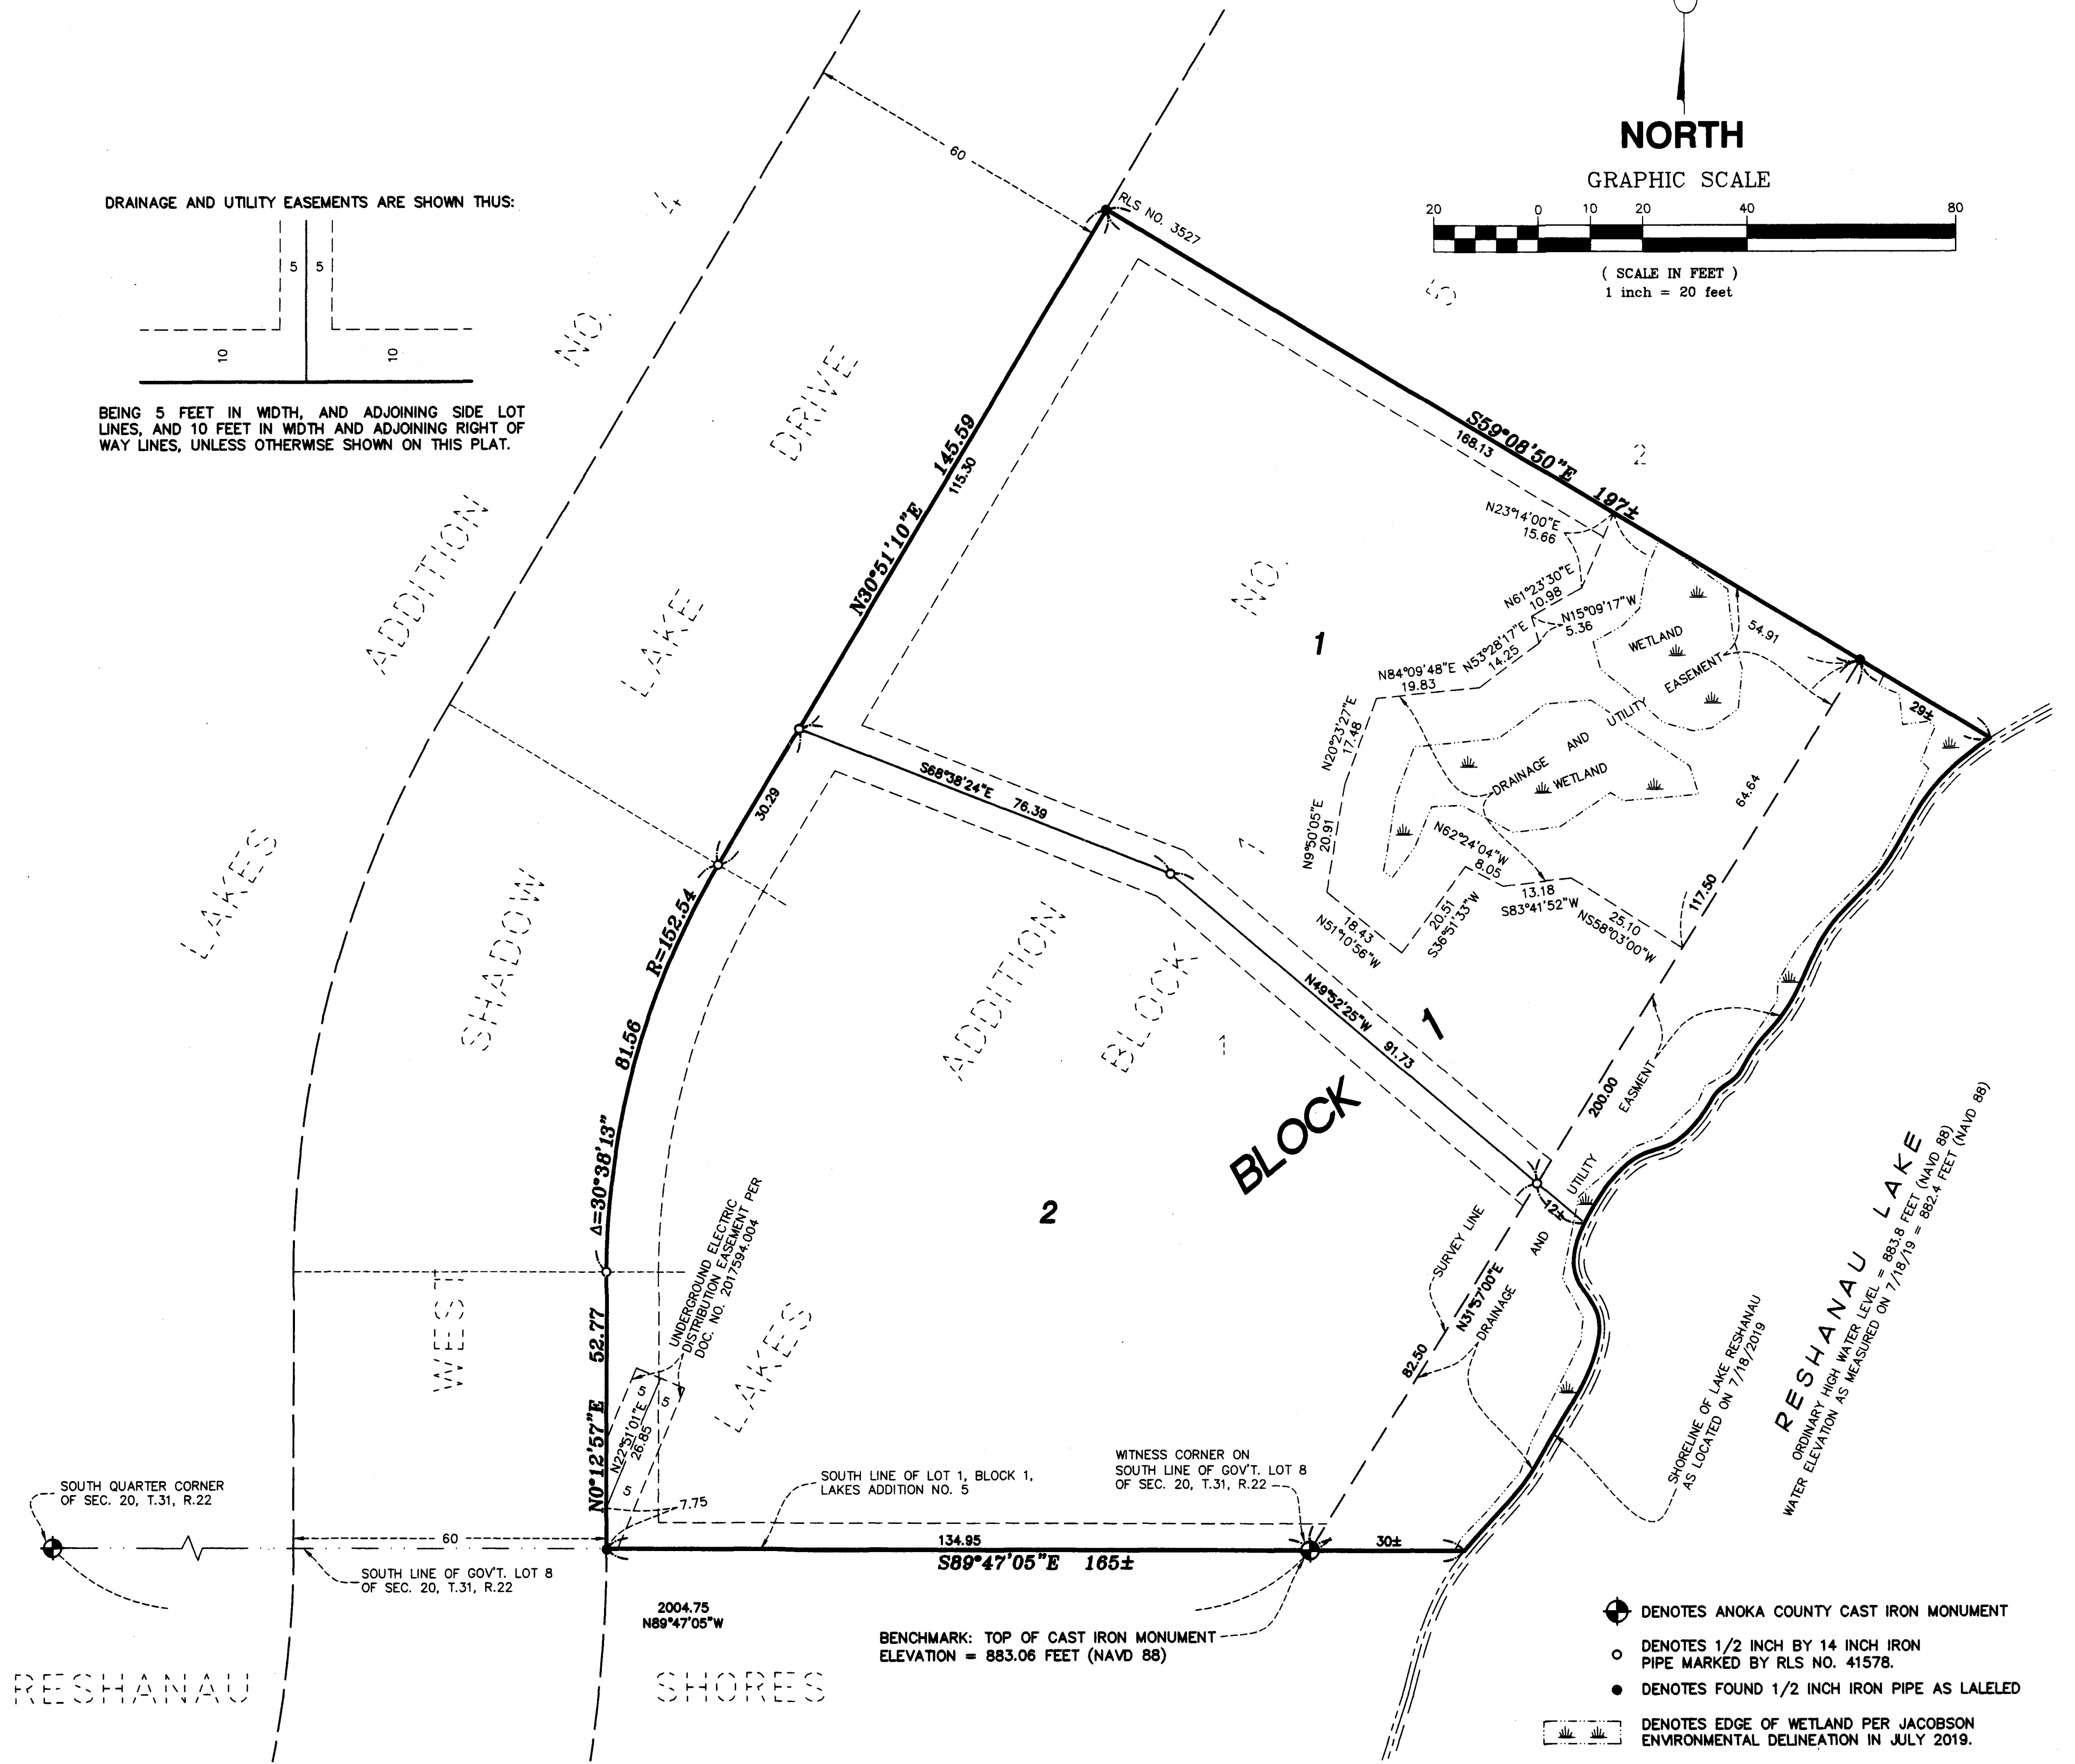 NORTH
GRAPHIC SCALE
20 0 10 20 40 80
( SCALE IN FEET )
1 inch = 20 feet
DRAINAGE AND UTILITY EASEMENTS ARE SHOWN THUS:
5 5
10 10
BEING 5 FEET IN WIDTH, AND ADJOINING SIDE LOT
LINES, AND 10 FEET IN WIDTH AND ADJOINING RIGHT OF
WAY LINES, UNLESS OTHERWISE SHOWN ON THIS PLAT.
60
RLS NO. 3527
LAKES ADDITION NO. 4
WEST SHADOW LAKE DRIVE
LAKES ADDITION NO. 5
BLOCK 1
1
2
N30°51'10"E 145.59
115.30
30.29
S59°08'50"E 197±
168.13
54.91
29±
N23°14'00"E
15.66
N61°23'30"E
10.98
N15°09'17"W
5.36
N53°28'17"E
14.25
N84°09'48"E
19.83
N20°23'27"E
17.48
N9°50'05"E
20.91
N51°10'56"W
18.43
20.51
S36°51'33"W
N62°24'04"W
8.05
13.18
S83°41'52"W
25.10
NS58°03'00"W
WETLAND
DRAINAGE AND UTILITY EASEMENT
WETLAND
64.64
117.50
200.00
1
S68°38'24"E 76.39
N49°52'25"W 91.73
12±
BLOCK 1
2
R=152.54
81.56
Δ=30°38'13"
52.77
N0°12'57"E
UNDERGROUND ELECTRIC
DISTRIBUTION EASEMENT PER
DOC. NO. 2017594.004
5 5
N22°51'01"E
26.85
5
7.75
SURVEY LINE
N31°57'00"E
82.50
DRAINAGE AND UTILITY EASMENT
RESHANAU LAKE
ORDINARY HIGH WATER LEVEL = 883.8 FEET (NAVD 88)
WATER ELEVATION AS MEASURED ON 7/18/19 = 882.4 FEET (NAVD 88)
SHORELINE OF LAKE RESHANAU
AS LOCATED ON 7/18/2019
WITNESS CORNER ON
SOUTH LINE OF GOV'T. LOT 8
OF SEC. 20, T.31, R.22
SOUTH LINE OF LOT 1, BLOCK 1,
LAKES ADDITION NO. 5
SOUTH QUARTER CORNER
OF SEC. 20, T.31, R.22
60
SOUTH LINE OF GOV'T. LOT 8
OF SEC. 20, T.31, R.22
134.95
30±
S89°47'05"E 165±
2004.75
N89°47'05"W
BENCHMARK: TOP OF CAST IRON MONUMENT
ELEVATION = 883.06 FEET (NAVD 88)
RESHANAU SHORES
DENOTES ANOKA COUNTY CAST IRON MONUMENT
DENOTES 1/2 INCH BY 14 INCH IRON
PIPE MARKED BY RLS NO. 41578.
DENOTES FOUND 1/2 INCH IRON PIPE AS LALELED
DENOTES EDGE OF WETLAND PER JACOBSON
ENVIRONMENTAL DELINEATION IN JULY 2019.